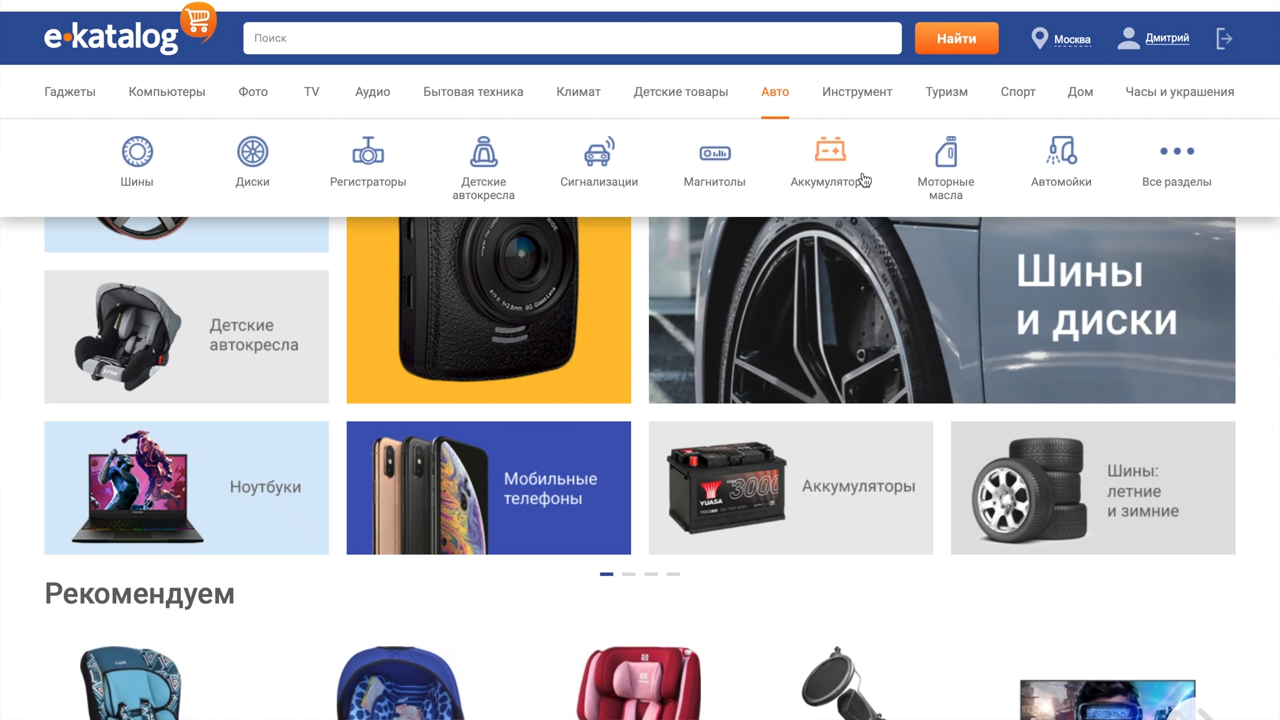 e·katalog
Поиск
Найти
Москва
Дмитрий
Гаджеты
Компьютеры
Фото
TV
Аудио
Бытовая техника
Климат
Детские товары
Авто
Инструмент
Туризм
Спорт
Дом
Часы и украшения
Шины
Диски
Регистраторы
Детские
автокресла
Сигнализации
Магнитолы
Моторные
масла
Автомойки
Все разделы
Шины
и диски
Детские
автокресла
Ноутбуки
Мобильные
телефоны
YUASA
3000
Аккумуляторы
Шины:
летние
и зимние
Рекомендуем